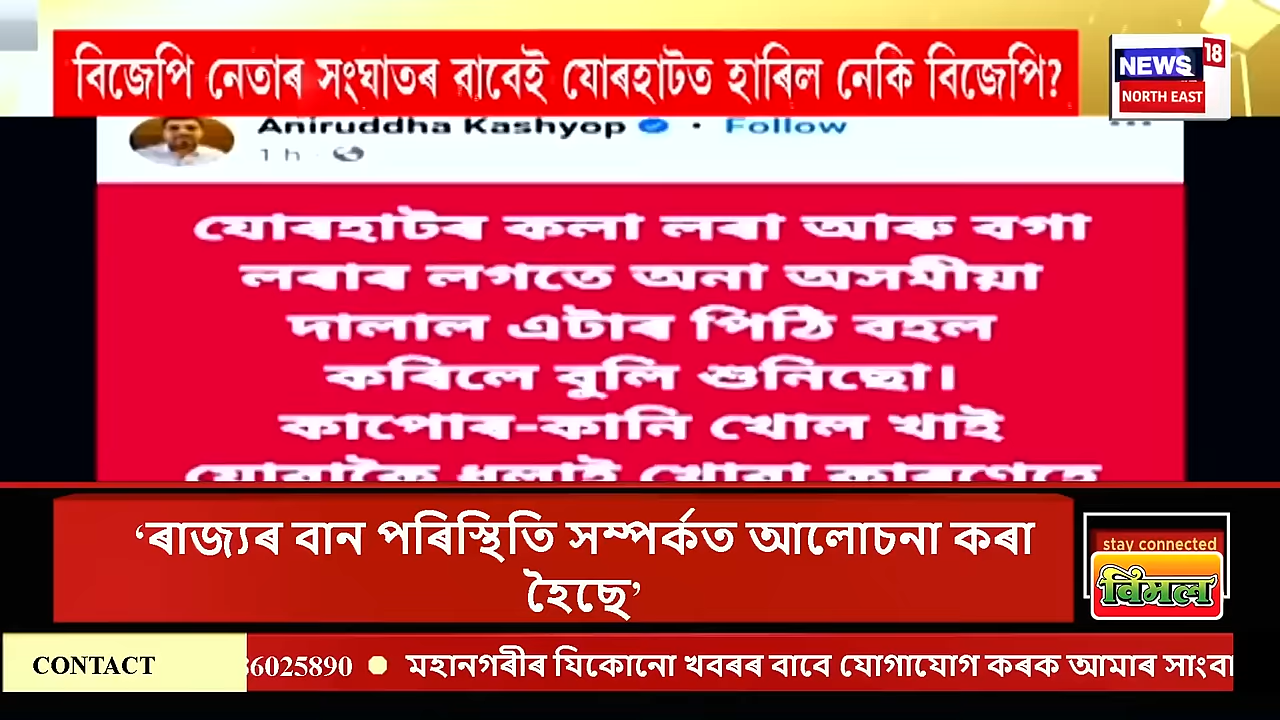 বিজেপি নেতাৰ সংঘাতৰ বাবেই যোৰহাটত হাৰিল নেকি বিজেপি?
NEWS 18
NORTH EAST
Aniruddha Kashyop · Follow
1 h ·
যোৰহাটৰ কলা লৰা আৰু বগা
লৰাৰ লগতে অনা অসমীয়া
দালাল এটাৰ পিঠি বহল
কৰিলে বুলি শুনিছো।
কাপোৰ-কানি খোল খাই
‘ৰাজ্যৰ বান পৰিস্থিতি সম্পৰ্কত আলোচনা কৰা
হৈছে’
stay connected
বিমল
CONTACT
86025890 ● মহানগৰীৰ যিকোনো খবৰৰ বাবে যোগাযোগ কৰক আমাৰ